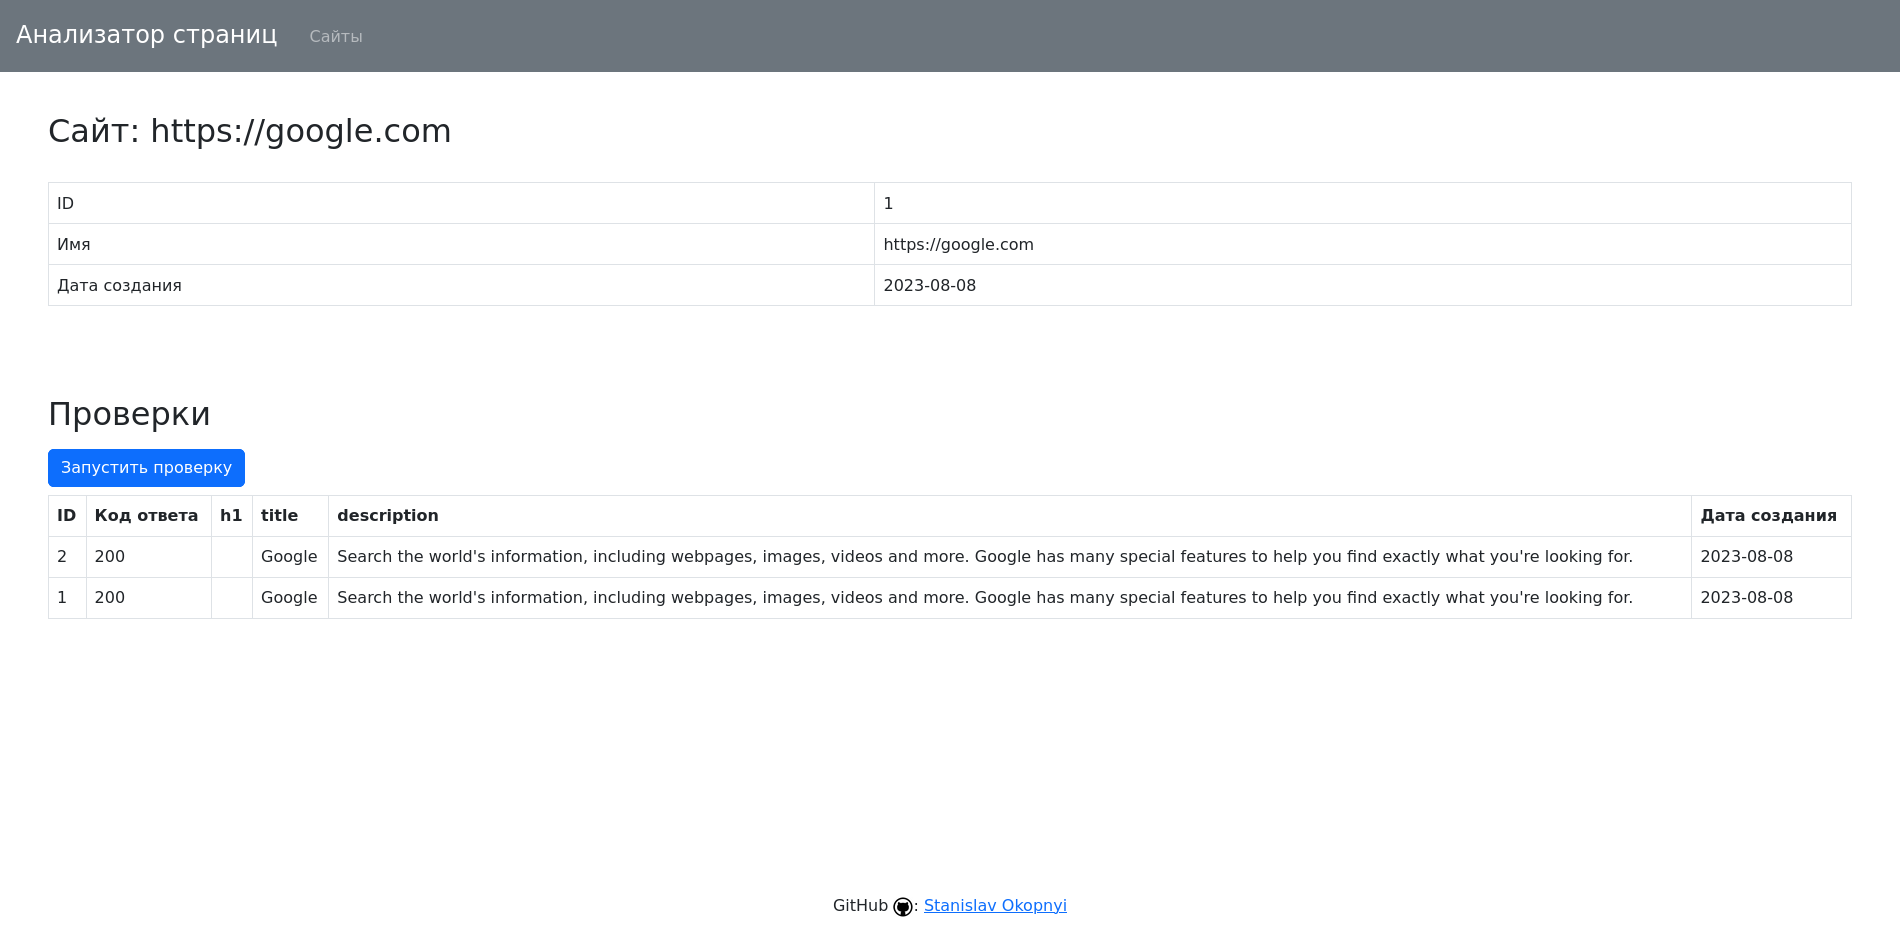 Анализатор страниц Сайты
Сайт: https://google.com
ID 1
Имя https://google.com
Дата создания 2023-08-08
Проверки
Запустить проверку
ID Код ответа h1 title description Дата создания
2 200 Google Search the world's information, including webpages, images, videos and more. Google has many special features to help you find exactly what you're looking for. 2023-08-08
1 200 Google Search the world's information, including webpages, images, videos and more. Google has many special features to help you find exactly what you're looking for. 2023-08-08
GitHub : Stanislav Okopnyi